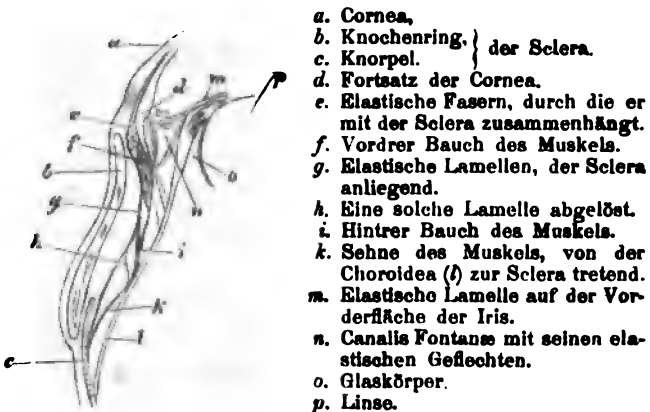 a. Cornea,
b. Knochenring, } der Sclera.
c. Knorpel.
d. Fortsatz der Cornea.
e. Elastische Fasern, durch die er
mit der Sclera zusammenhängt.
f. Vordrer Bauch des Muskels.
g. Elastische Lamellen, der Sclera
anliegend.
h. Eine solche Lamelle abgelöst.
i. Hintrer Bauch des Muskels.
k. Sehne des Muskels, von der
Choroidea (l) zur Sclera tretend.
m. Elastische Lamelle auf der Vor-
derfläche der Iris.
n. Canalis Fontanæ mit seinen ela-
stischen Geflechten.
o. Glaskörper.
p. Linse.
a
m
P
d
e
f
b
o
n
g
h
i
k
l
c